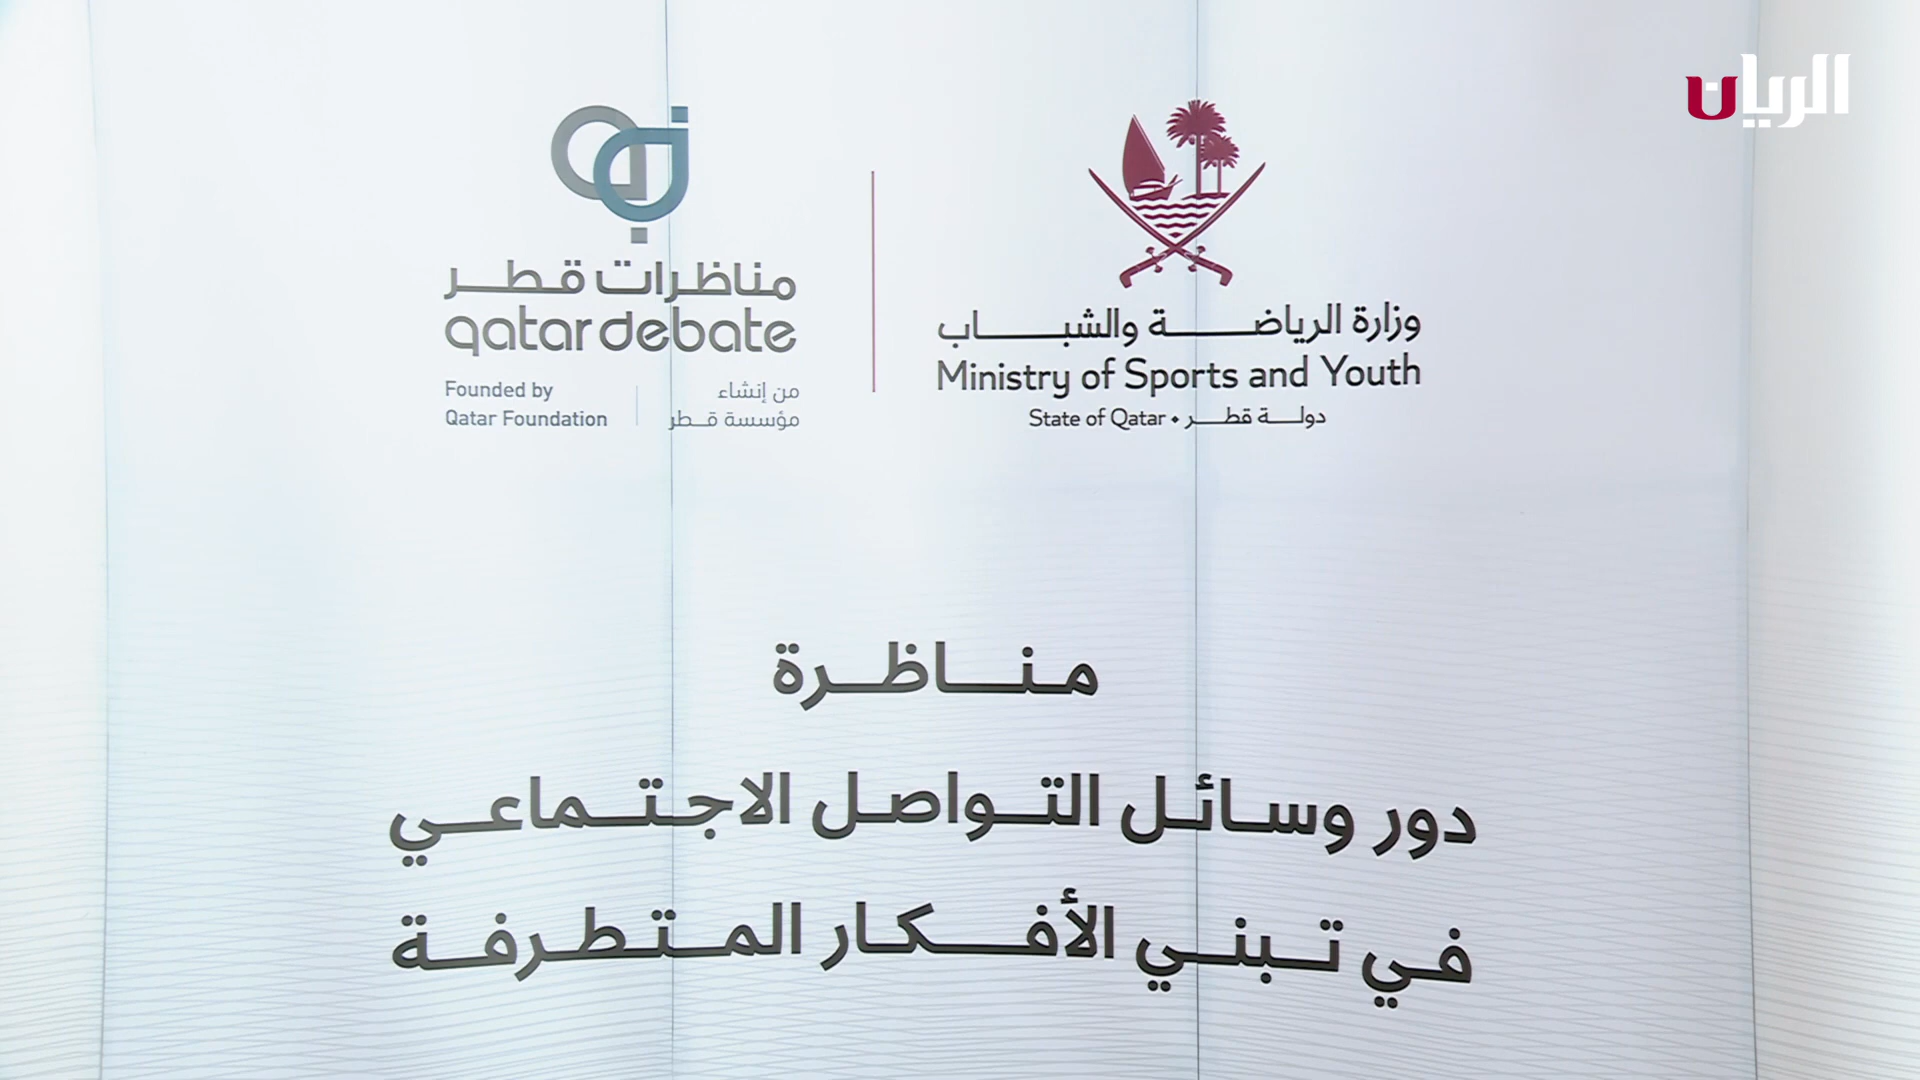 الريان
مناظرات قطر
qatar debate
Founded by
Qatar Foundation
من إنشاء
مؤسسة قطر
وزارة الرياضة والشباب
Ministry of Sports and Youth
State of Qatar • دولة قطر
مناظرة
دور وسائل التواصل الاجتماعي
في تبني الأفكار المتطرفة